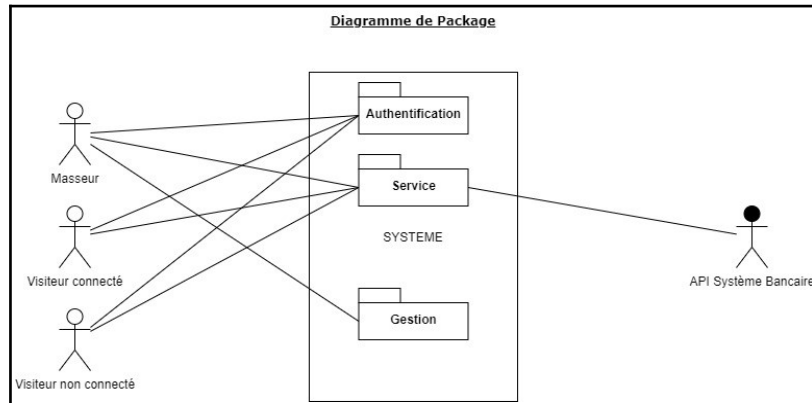 Diagramme de Package
Authentification
Masseur
Service
SYSTEME
Visiteur connecté
API Système Bancaire
Gestion
Visiteur non connecté